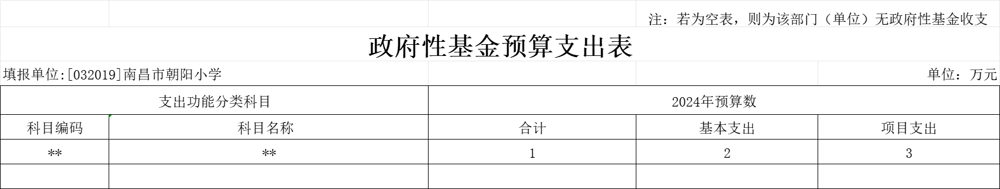 注：若为空表，则为该部门（单位）无政府性基金收支
政府性基金预算支出表
填报单位:[032019]南昌市朝阳小学 单位：万元
支出功能分类科目 2024年预算数
科目编码 科目名称 合计 基本支出 项目支出
** ** 1 2 3